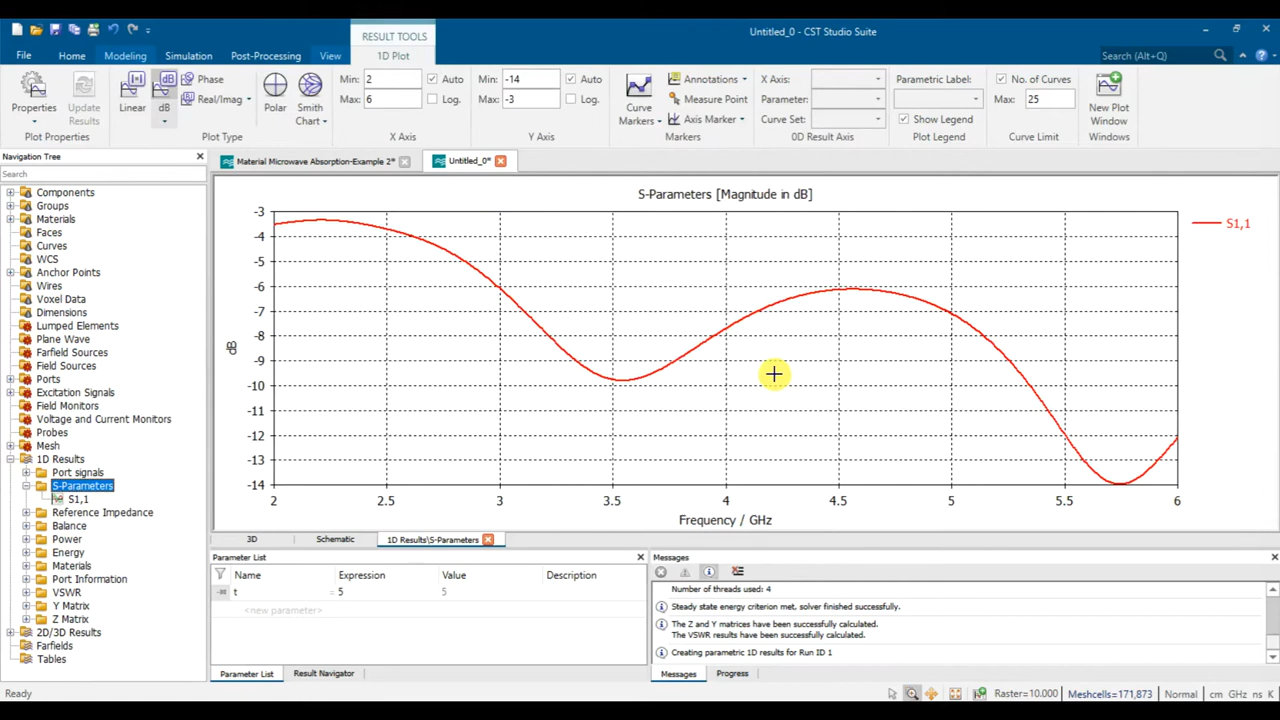 Untitled_0 - CST Studio Suite
RESULT TOOLS
File Home Modeling Simulation Post-Processing View 1D Plot Search (Alt+Q)
Properties
Update Results
Plot Properties
Linear
dB
Phase
Real/Imag
Polar
Smith Chart
Plot Type
Min: 2 Auto
Max: 6 Log.
X Axis
Min: -14 Auto
Max: -3 Log.
Y Axis
Curve Markers
Annotations
Measure Point
Axis Marker
Markers
X Axis:
Parameter:
Curve Set:
0D Result Axis
Parametric Label:
Show Legend
Plot Legend
No. of Curves
Max: 25
Curve Limit
New Plot Window
Windows
Navigation Tree
Search
Components
Groups
Materials
Faces
Curves
WCS
Anchor Points
Wires
Voxel Data
Dimensions
Lumped Elements
Plane Wave
Farfield Sources
Field Sources
Ports
Excitation Signals
Field Monitors
Voltage and Current Monitors
Probes
Mesh
1D Results
Port signals
S-Parameters
S1,1
Reference Impedance
Balance
Power
Energy
Materials
Port Information
VSWR
Y Matrix
Z Matrix
2D/3D Results
Farfields
Tables
Material Microwave Absorption-Example 2*
Untitled_0*
S-Parameters [Magnitude in dB]
-3
-4
-5
-6
-7
-8
-9
-10
-11
-12
-13
-14
dB
2 2.5 3 3.5 4 4.5 5 5.5 6
Frequency / GHz
S1,1
3D Schematic 1D Results\S-Parameters
Parameter List
Name Expression Value Description
t = 5 5
<new parameter>
Parameter List Result Navigator
Messages
Number of threads used: 4
Steady state energy criterion met, solver finished successfully.
The Z and Y matrices have been successfully calculated.
The VSWR results have been successfully calculated.
Creating parametric 1D results for Run ID 1
Messages Progress
Ready
Raster=10.000 Meshcells=171,873 Normal cm GHz ns K